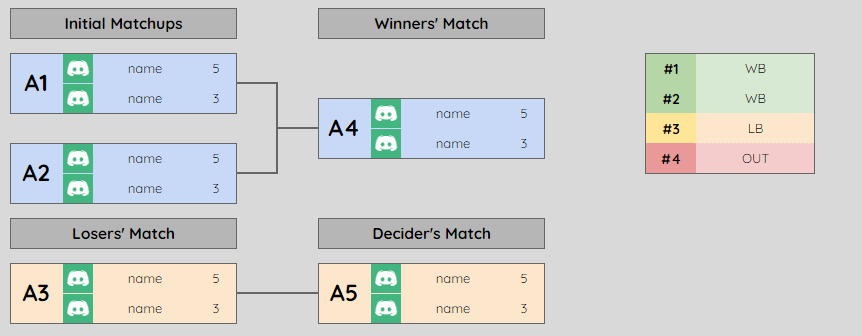 Initial Matchups
Winners' Match
A1
name 5
name 3
A2
name 5
name 3
A4
name 5
name 3
Losers' Match
Decider's Match
A3
name 5
name 3
A5
name 5
name 3
#1 WB
#2 WB
#3 LB
#4 OUT